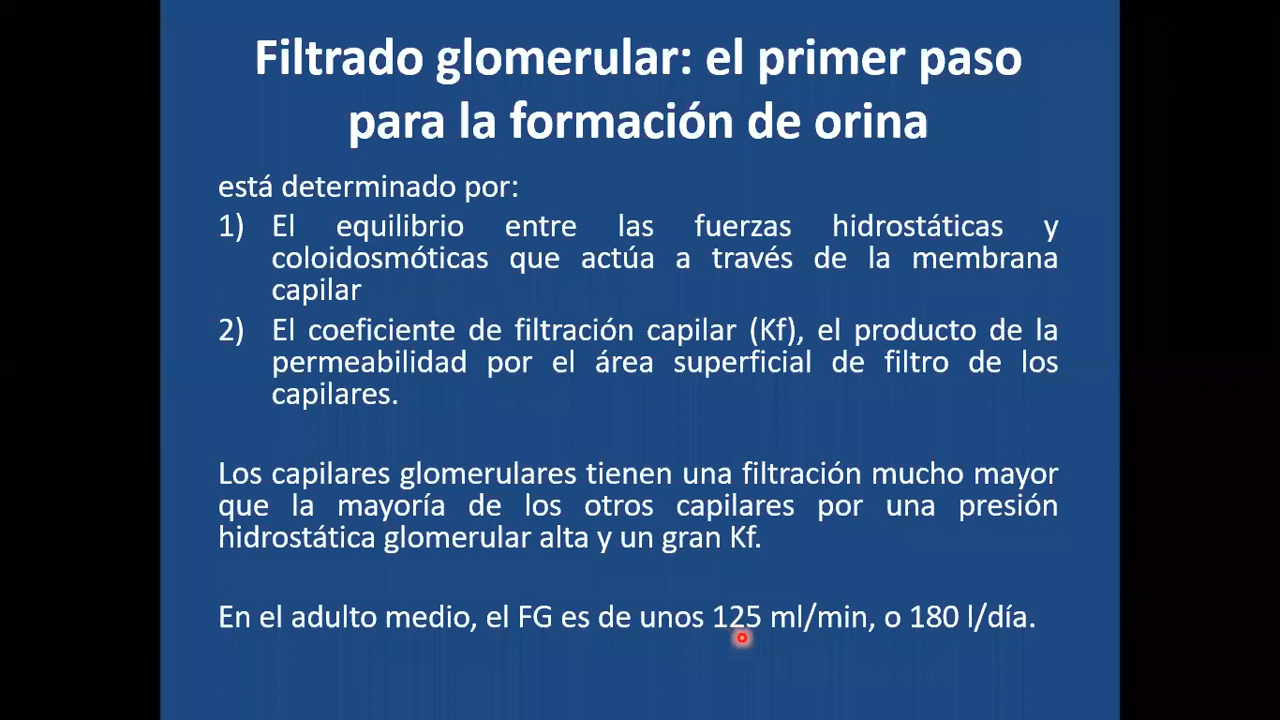 Filtrado glomerular: el primer paso
para la formación de orina
está determinado por:
1) El equilibrio entre las fuerzas hidrostáticas y
coloidosmóticas que actúa a través de la membrana
capilar
2) El coeficiente de filtración capilar (Kf), el producto de la
permeabilidad por el área superficial de filtro de los
capilares.
Los capilares glomerulares tienen una filtración mucho mayor
que la mayoría de los otros capilares por una presión
hidrostática glomerular alta y un gran Kf.
En el adulto medio, el FG es de unos 125 ml/min, o 180 l/día.